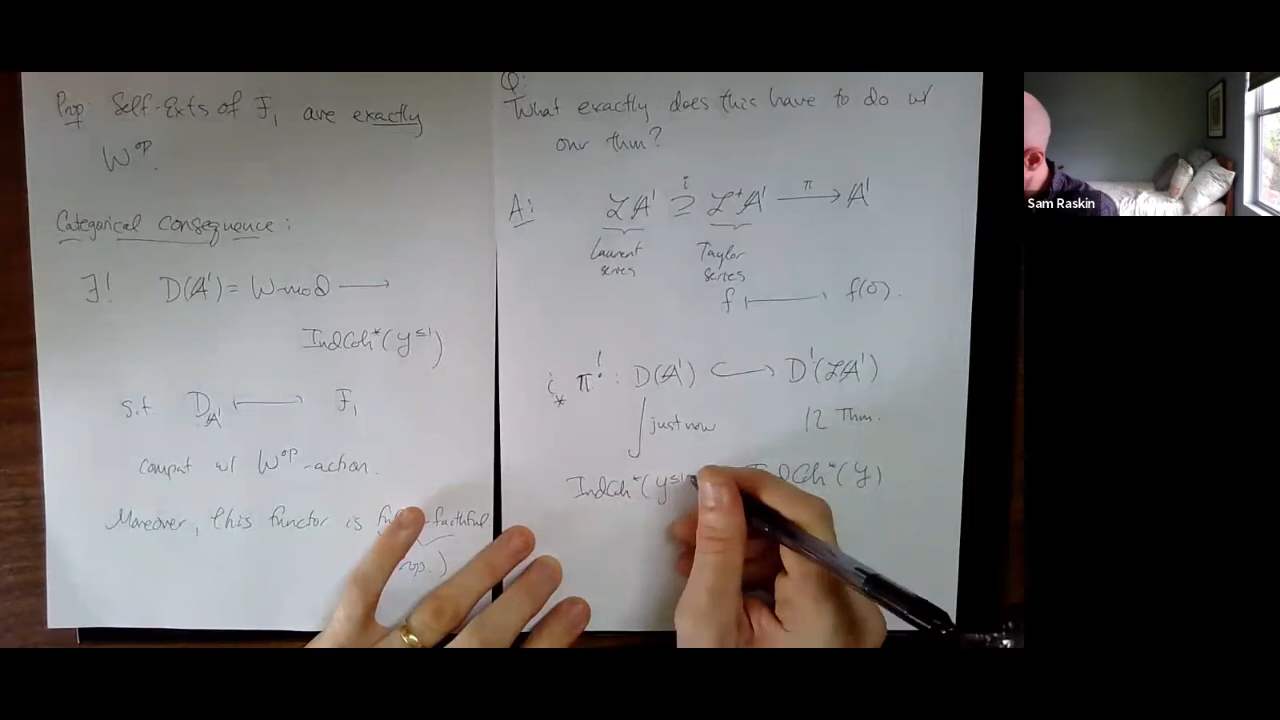 Prop: Self-Exts of F₁ are exactly
W^op.
Categorical consequence:
∃! D(A¹) = W-mod ⟶
IndCoh*(Y^≤1)
s.t. D_A¹ ⟼ F₁
compat w/ W^op-action.
Moreover, this functor is fully-faithful
Q:
What exactly does this have to do w/
our thm?
A: LA¹ ⊇ L⁺A¹ ⟶ A¹
i π
Laurent series
Taylor series
f ⟼ f(0).
i_* π^! : D(A¹) ↪ D^!(LA¹)
just now
Thm.
IndCoh*(Y^≤1 IndCoh*(Y)
Sam Raskin